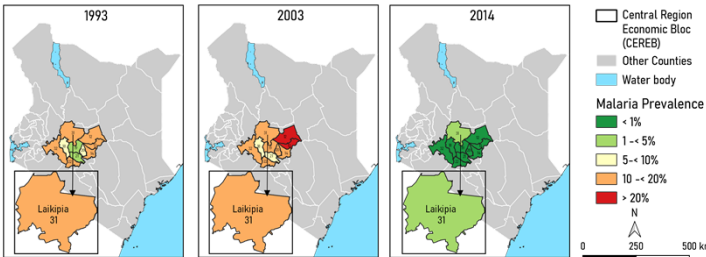 1993
Laikipia
31
2003
Laikipia
31
2014
Laikipia
31
Central Region
Economic Bloc
(CEREB)
Other Counties
Water body
Malaria Prevalence
< 1%
1 -< 5%
5-< 10%
10 -< 20%
> 20%
N
0 250 500 km